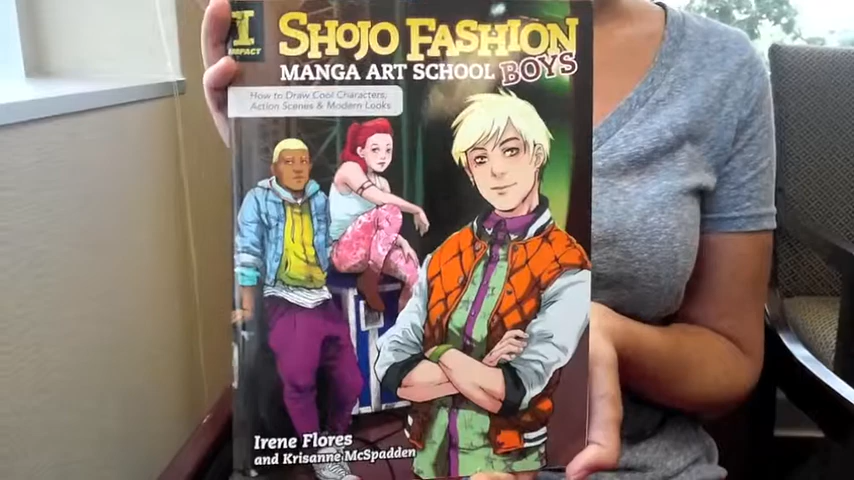 I
IMPACT
SHOJO FASHION
MANGA ART SCHOOL BOYS
How to Draw Cool Characters,
Action Scenes & Modern Looks
Irene Flores
and Krisanne McSpadden